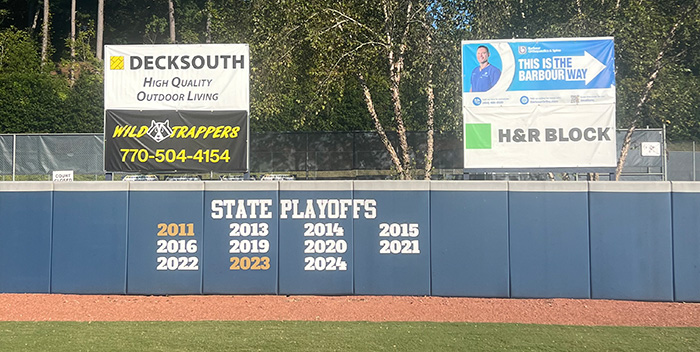 DECKSOUTH
HIGH QUALITY
OUTDOOR LIVING
WILD TRAPPERS
770-504-4154
THIS IS THE
BARBOUR WAY
H&R BLOCK
STATE PLAYOFFS
2011 2013 2014 2015
2016 2019 2020 2021
2022 2023 2024